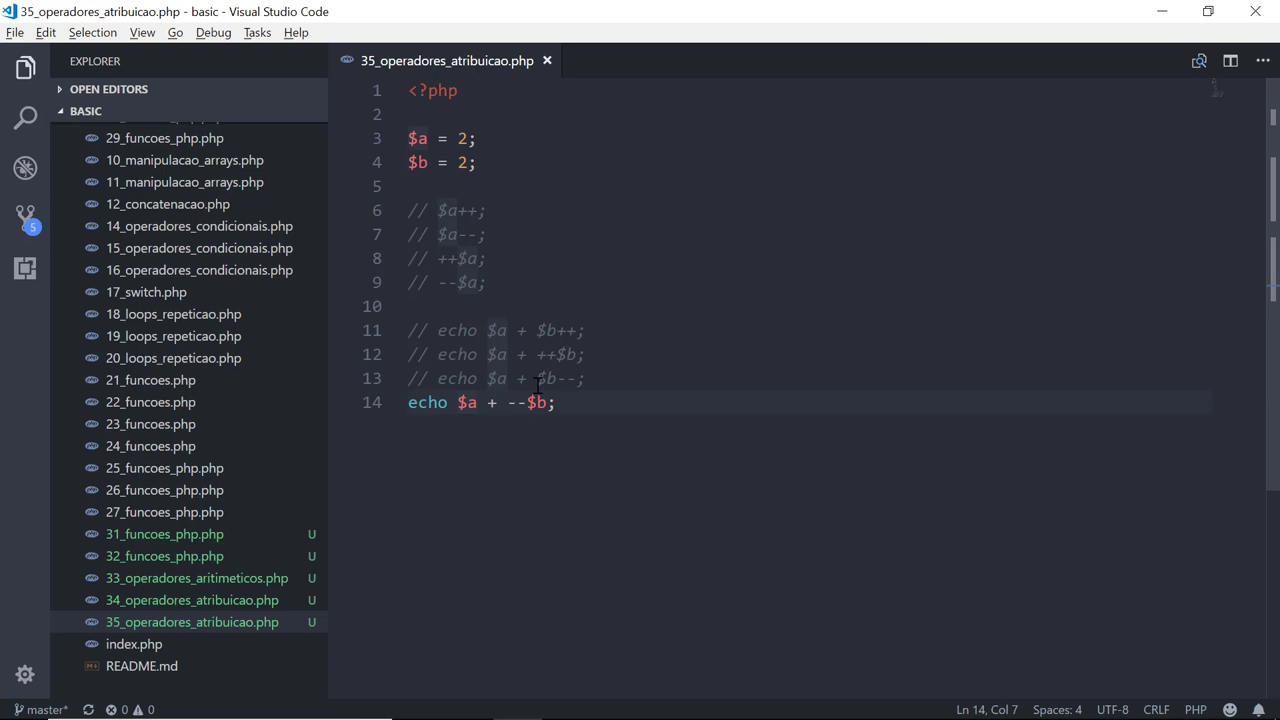 35_operadores_atribuicao.php - basic - Visual Studio Code
File Edit Selection View Go Debug Tasks Help
EXPLORER
OPEN EDITORS
BASIC
29_funcoes_php.php
10_manipulacao_arrays.php
11_manipulacao_arrays.php
12_concatenacao.php
14_operadores_condicionais.php
15_operadores_condicionais.php
16_operadores_condicionais.php
17_switch.php
18_loops_repeticao.php
19_loops_repeticao.php
20_loops_repeticao.php
21_funcoes.php
22_funcoes.php
23_funcoes.php
24_funcoes.php
25_funcoes_php.php
26_funcoes_php.php
27_funcoes_php.php
31_funcoes_php.php U
32_funcoes_php.php U
33_operadores_aritimeticos.php U
34_operadores_atribuicao.php U
35_operadores_atribuicao.php U
index.php
README.md
5
35_operadores_atribuicao.php
1 <?php
2
3 $a = 2;
4 $b = 2;
5
6 // $a++;
7 // $a--;
8 // ++$a;
9 // --$a;
10
11 // echo $a + $b++;
12 // echo $a + ++$b;
13 // echo $a + $b--;
14 echo $a + --$b;
master* 0 0 Ln 14, Col 7 Spaces: 4 UTF-8 CRLF PHP